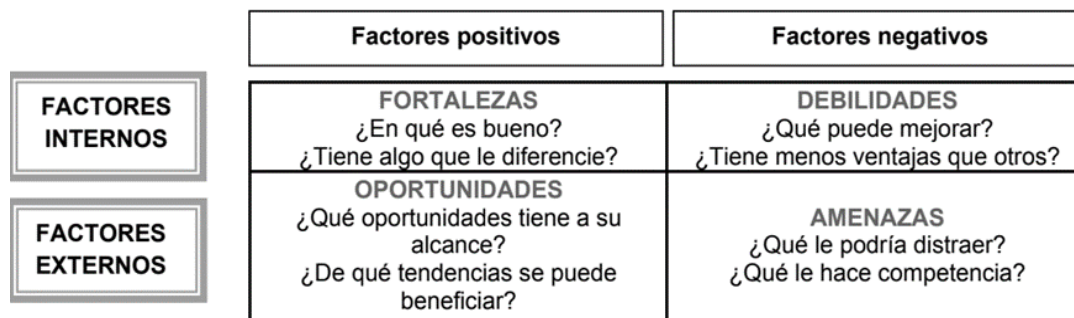 Factores positivos
Factores negativos
FACTORES
INTERNOS
FORTALEZAS
¿En qué es bueno?
¿Tiene algo que le diferencie?
DEBILIDADES
¿Qué puede mejorar?
¿Tiene menos ventajas que otros?
FACTORES
EXTERNOS
OPORTUNIDADES
¿Qué oportunidades tiene a su
alcance?
¿De qué tendencias se puede
beneficiar?
AMENAZAS
¿Qué le podría distraer?
¿Qué le hace competencia?